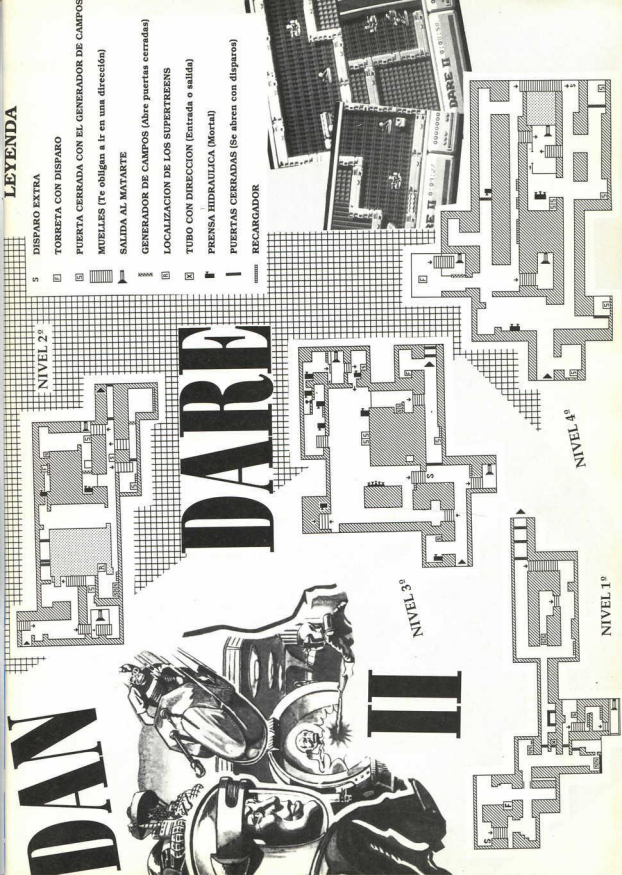 DAN
DARE
II
LEYENDA
S DISPARO EXTRA
F TORRETA CON DISPARO
S PUERTA CERRADA CON EL GENERADOR DE CAMPOS
MUELLES (Te obligan a ir en una dirección)
SALIDA AL MATARTE
GENERADOR DE CAMPOS (Abre puertas cerradas)
R LOCALIZACION DE LOS SUPERTREENS
X TUBO CON DIRECCION (Entrada o salida)
PRENSA HIDRAULICA (Mortal)
PUERTAS CERRADAS (Se abren con disparos)
RECARGADOR
NIVEL 2º
NIVEL 3º
NIVEL 4º
NIVEL 1º
DARE II